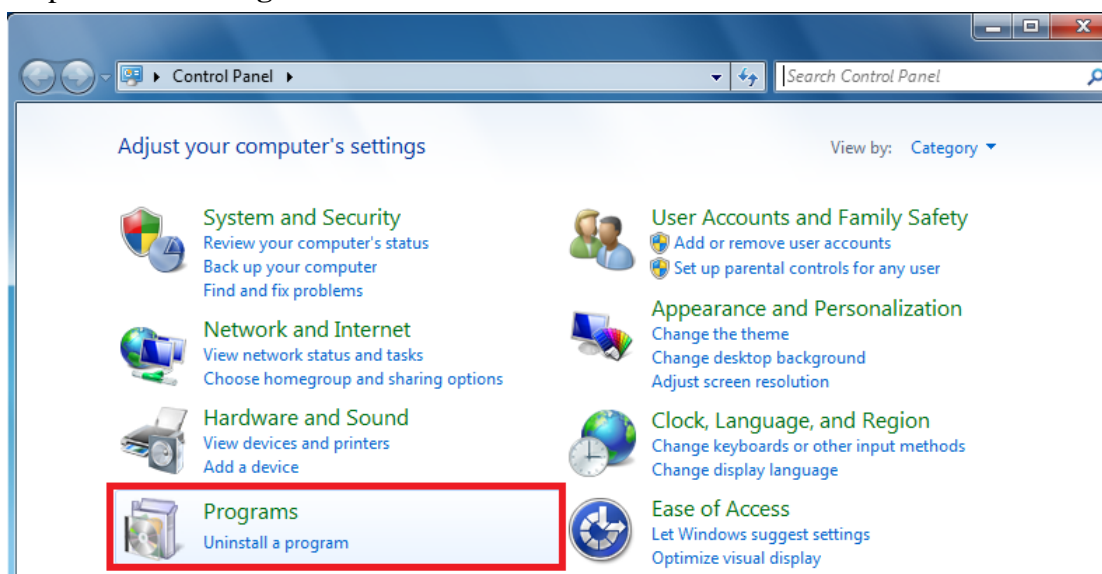 Control Panel
Search Control Panel
Adjust your computer's settings
View by: Category
System and Security
Review your computer's status
Back up your computer
Find and fix problems
Network and Internet
View network status and tasks
Choose homegroup and sharing options
Hardware and Sound
View devices and printers
Add a device
Programs
Uninstall a program
User Accounts and Family Safety
Add or remove user accounts
Set up parental controls for any user
Appearance and Personalization
Change the theme
Change desktop background
Adjust screen resolution
Clock, Language, and Region
Change keyboards or other input methods
Change display language
Ease of Access
Let Windows suggest settings
Optimize visual display